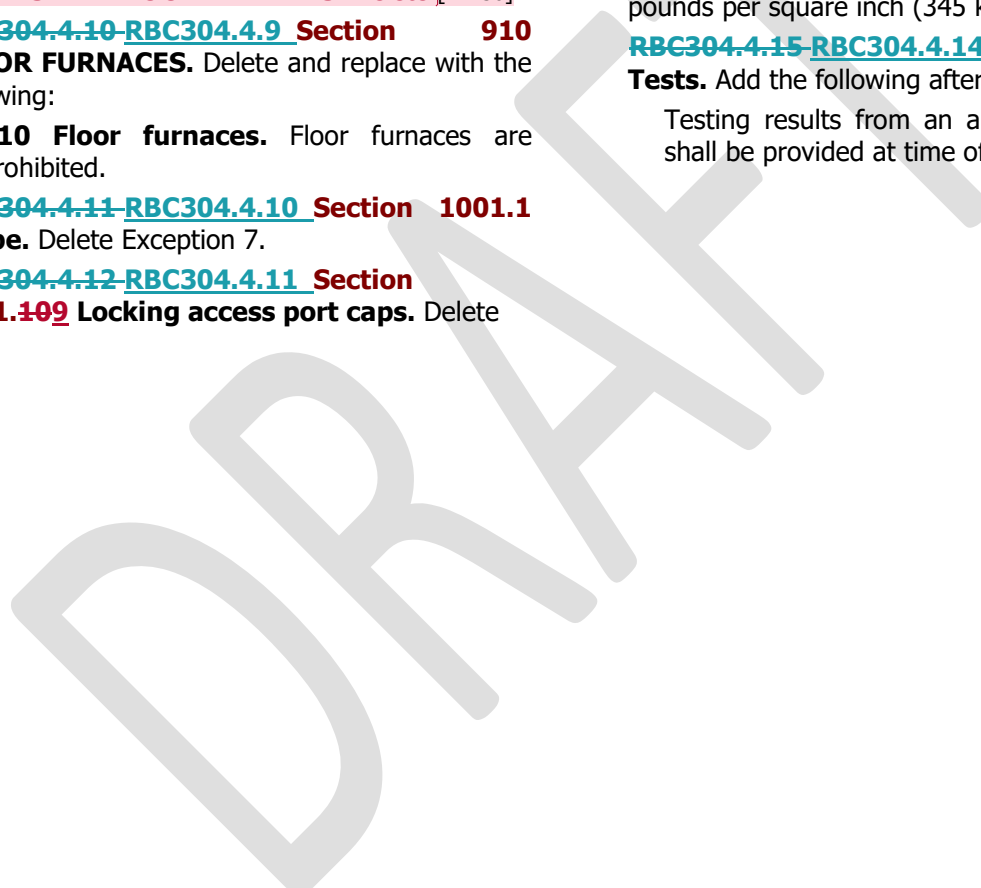 304.4.10 RBC304.4.9 Section 910
OR FURNACES. Delete and replace with the
wing:
10 Floor furnaces. Floor furnaces are
rohibited.
304.4.11 RBC304.4.10 Section 1001.1
pe. Delete Exception 7.
304.4.12 RBC304.4.11 Section
1.109 Locking access port caps. Delete
pounds per square inch (345 k
RBC304.4.15 RBC304.4.14
Tests. Add the following after
Testing results from an a
shall be provided at time of
DRAFT